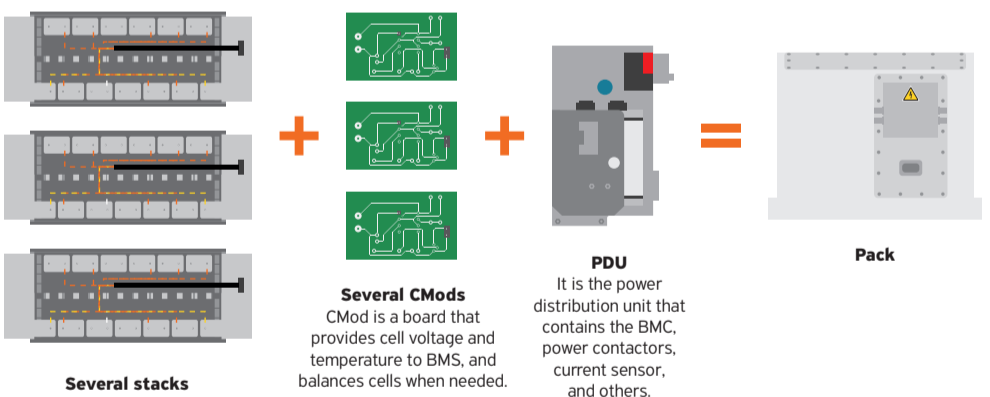 Several stacks
Several CMods
CMod is a board that
provides cell voltage and
temperature to BMS, and
balances cells when needed.
PDU
It is the power
distribution unit that
contains the BMC,
power contactors,
current sensor,
and others.
Pack